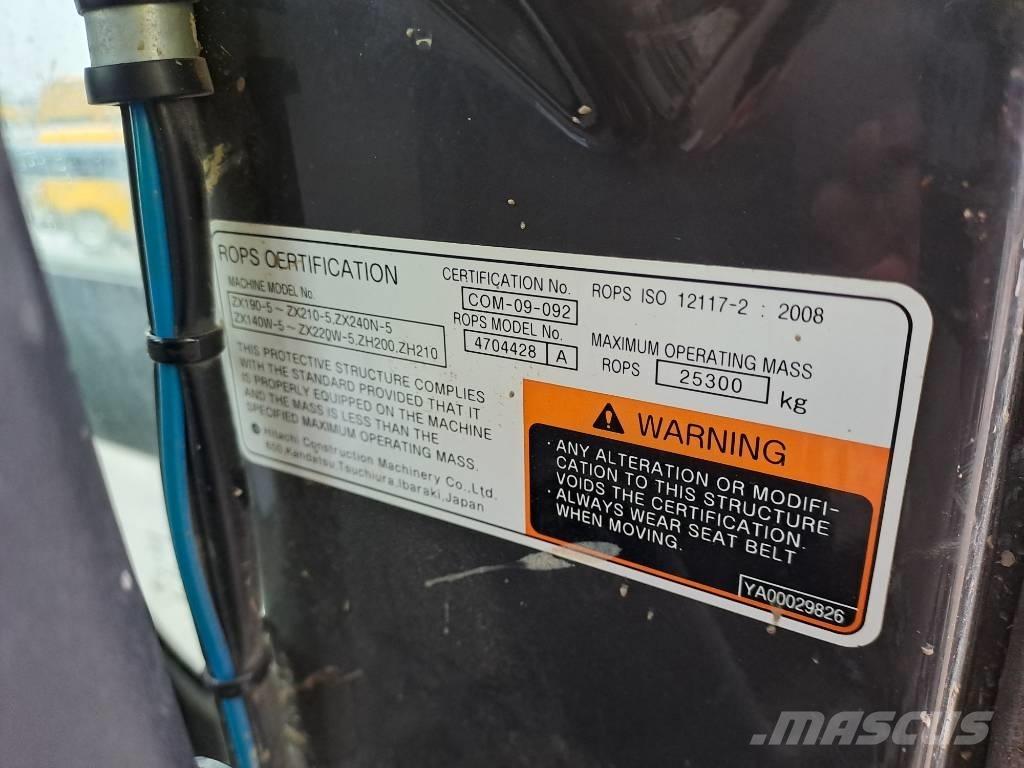 ROPS CERTIFICATION
MACHINE MODEL No.
ZX190-5~ZX210-5,ZX240N-5
ZX140W-5~ZX220W-5,ZH200,ZH210
THIS PROTECTIVE STRUCTURE COMPLIES
WITH THE STANDARD PROVIDED THAT IT
IS PROPERLY EQUIPPED ON THE MACHINE
AND THE MASS IS LESS THAN THE
SPECIFIED MAXIMUM OPERATING MASS.
Hitachi Construction Machinery Co.,Ltd.
600,Kandatsu,Tsuchiura,Ibaraki,Japan
CERTIFICATION No.
COM-09-092
ROPS MODEL No.
4704428 A
ROPS ISO 12117-2 : 2008
MAXIMUM OPERATING MASS
ROPS 25300 kg
WARNING
· ANY ALTERATION OR MODIFI-
CATION TO THIS STRUCTURE
VOIDS THE CERTIFICATION.
· ALWAYS WEAR SEAT BELT
WHEN MOVING.
YA00029826
MASCUS